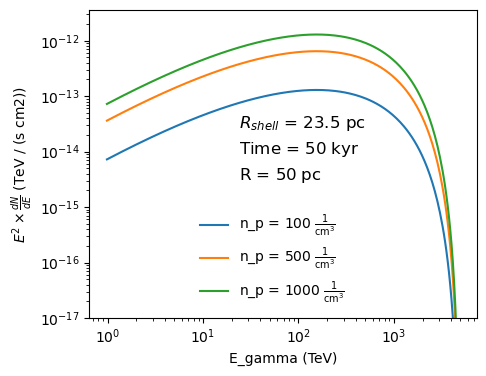 10⁻¹²
10⁻¹³
10⁻¹⁴
10⁻¹⁵
10⁻¹⁶
10⁻¹⁷
E² × dN/dE (TeV / (s cm2))
R_shell = 23.5 pc
Time = 50 kyr
R = 50 pc
n_p = 100 1/cm³
n_p = 500 1/cm³
n_p = 1000 1/cm³
10⁰ 10¹ 10² 10³
E_gamma (TeV)